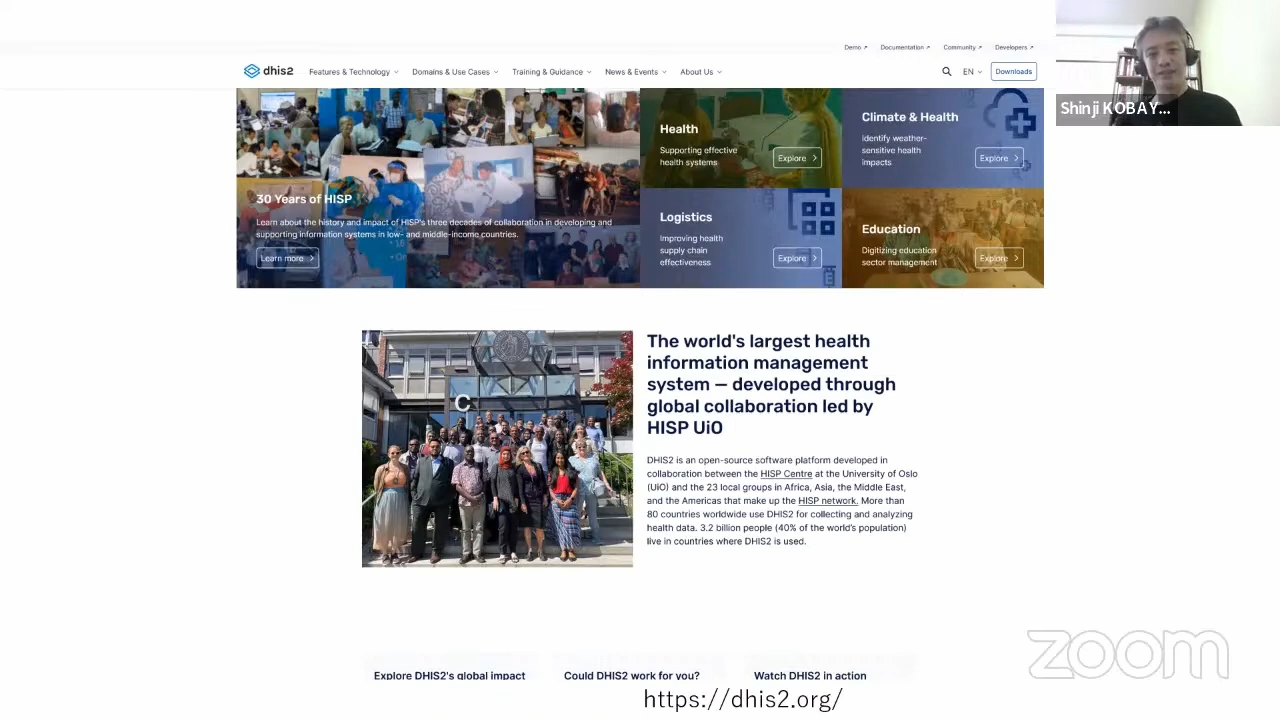 Demo ↗ Documentation ↗ Community ↗ Developers ↗
dhis2 Features & Technology Domains & Use Cases Training & Guidance News & Events About Us EN Downloads
Shinji KOBAY...
30 Years of HISP
Learn about the history and impact of HISP's three decades of collaboration in developing and
supporting information systems in low- and middle-income countries.
Learn more
Health
Supporting effective
health systems
Explore
Climate & Health
Identify weather-
sensitive health
impacts
Explore
Logistics
Improving health
supply chain
effectiveness
Explore
Education
Digitizing education
sector management
Explore
The world's largest health
information management
system — developed through
global collaboration led by
HISP UiO
DHIS2 is an open-source software platform developed in
collaboration between the HISP Centre at the University of Oslo
(UiO) and the 23 local groups in Africa, Asia, the Middle East,
and the Americas that make up the HISP network. More than
80 countries worldwide use DHIS2 for collecting and analyzing
health data. 3.2 billion people (40% of the world's population)
live in countries where DHIS2 is used.
Explore DHIS2's global impact
Could DHIS2 work for you?
Watch DHIS2 in action
https://dhis2.org/
zoom